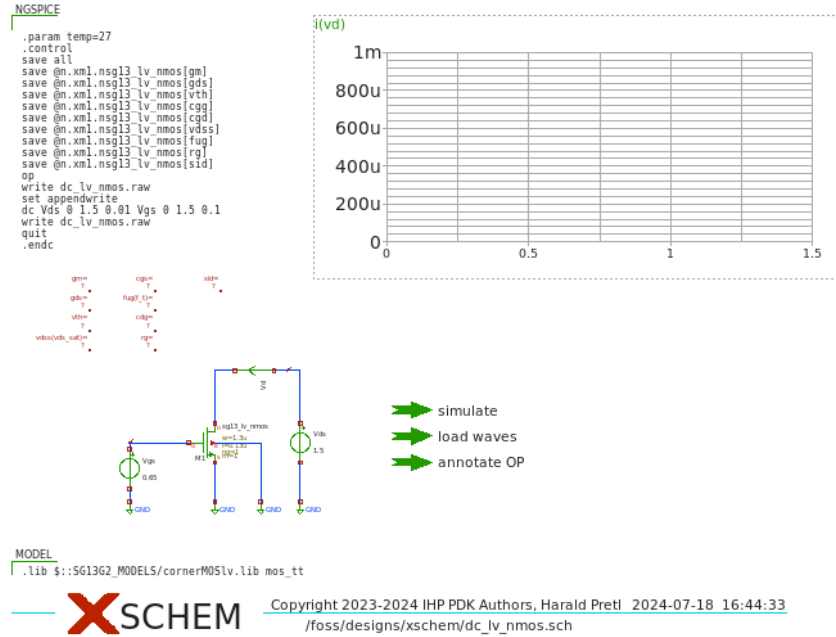 NGSPICE
.param temp=27
.control
save all
save @n.xm1.nsg13_lv_nmos[gm]
save @n.xm1.nsg13_lv_nmos[gds]
save @n.xm1.nsg13_lv_nmos[vth]
save @n.xm1.nsg13_lv_nmos[cgg]
save @n.xm1.nsg13_lv_nmos[cgd]
save @n.xm1.nsg13_lv_nmos[vdss]
save @n.xm1.nsg13_lv_nmos[fug]
save @n.xm1.nsg13_lv_nmos[rg]
save @n.xm1.nsg13_lv_nmos[sid]
op
write dc_lv_nmos.raw
set appendwrite
dc Vds 0 1.5 0.01 Vgs 0 1.5 0.1
write dc_lv_nmos.raw
quit
.endc
i(vd)
1m
800u
600u
400u
200u
0
0 0.5 1 1.5
gm= cgs= sid=
T T T
gds= fug(f_t)=
T T
vth= cdg=
T T
vdss(vds_sat)= rg=
T T
Vd
sg13_lv_nmos
w=1.3u
M1
Vds
1.5
Vgs
0.65
GND GND GND GND
simulate
load waves
annotate OP
MODEL
.lib $::SG13G2_MODELS/cornerMOSlv.lib mos_tt
XSCHEM
Copyright 2023-2024 IHP PDK Authors, Harald Pretl 2024-07-18 16:44:33
/foss/designs/xschem/dc_lv_nmos.sch